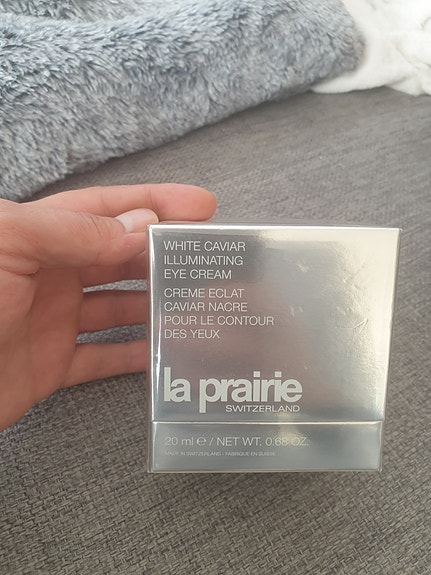 WHITE CAVIAR
ILLUMINATING
EYE CREAM
CREME ECLAT
CAVIAR NACRE
POUR LE CONTOUR
DES YEUX
la prairie
SWITZERLAND
20 ml ℮ / NET WT. 0.68 OZ.
MADE IN SWITZERLAND - FABRIQUE EN SUISSE